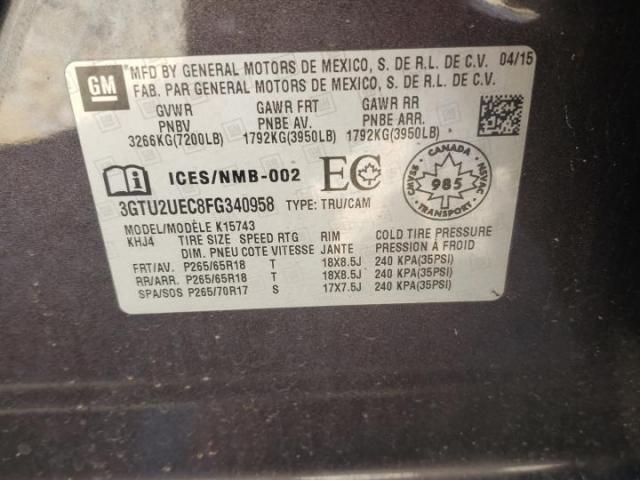 GM
MFD BY GENERAL MOTORS DE MEXICO, S. DE R.L. DE C.V. 04/15
FAB. PAR GENERAL MOTORS DE MEXICO, S. DE R.L. DE C.V.
GVWR GAWR FRT GAWR RR
PNBV PNBE AV. PNBE ARR.
3266KG(7200LB) 1792KG(3950LB) 1792KG(3950LB)
ICES/NMB-002 EC
CANADA
CMVSS 985 NSVAC
TRANSPORT
3GTU2UEC8FG340958 TYPE: TRU/CAM
MODEL/MODÈLE K15743
KHJ4 TIRE SIZE SPEED RTG RIM COLD TIRE PRESSURE
DIM. PNEU COTE VITESSE JANTE PRESSION À FROID
FRT/AV. P265/65R18 T 18X8.5J 240 KPA(35PSI)
RR/ARR. P265/65R18 T 18X8.5J 240 KPA(35PSI)
SPA/SOS P265/70R17 S 17X7.5J 240 KPA(35PSI)